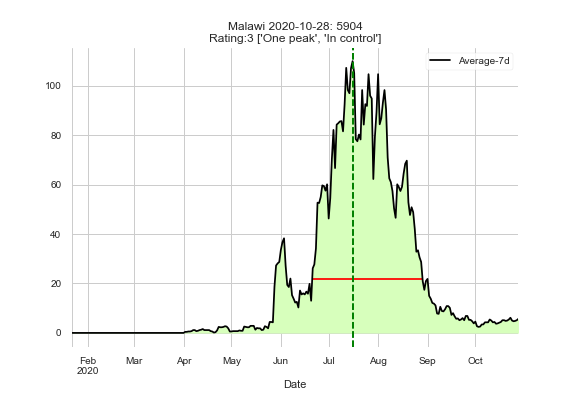 Malawi 2020-10-28: 5904
Rating:3 ['One peak', 'In control']
Average-7d
100
80
60
40
20
0
Feb Mar Apr May Jun Jul Aug Sep Oct
2020
Date